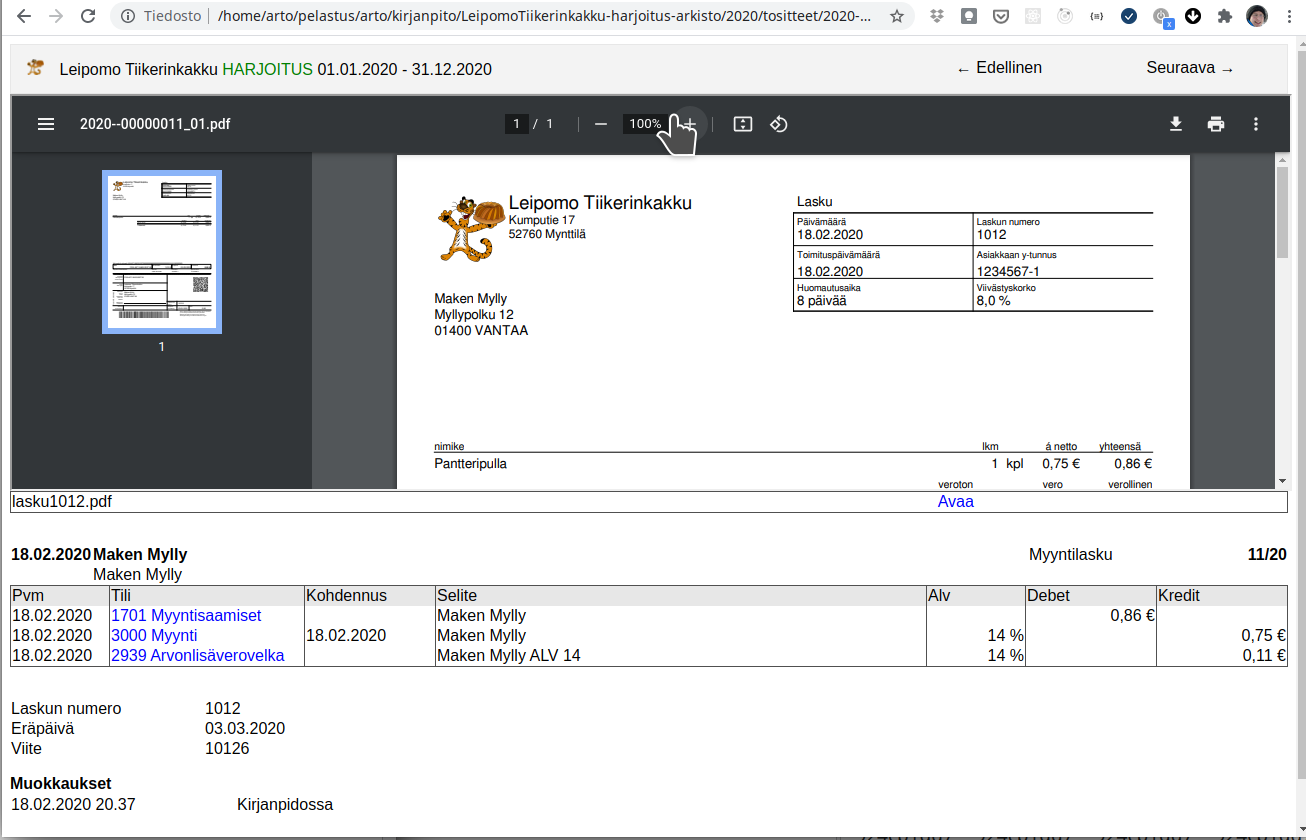 Tiedosto /home/arto/pelastus/arto/kirjanpito/LeipomoTiikerinkakku-harjoitus-arkisto/2020/tositteet/2020-...
Leipomo Tiikerinkakku HARJOITUS 01.01.2020 - 31.12.2020 ← Edellinen Seuraava →
2020--00000011_01.pdf 1 / 1 — 100% +
1
Leipomo Tiikerinkakku
Kumputie 17
52760 Mynttilä
Lasku
Päivämäärä Laskun numero
18.02.2020 1012
Toimituspäivämäärä Asiakkaan y-tunnus
18.02.2020 1234567-1
Huomautusaika Viivästyskorko
8 päivää 8,0 %
Maken Mylly
Myllypolku 12
01400 VANTAA
nimike lkm á netto yhteensä
Pantteripulla 1 kpl 0,75 € 0,86 €
veroton vero verollinen
lasku1012.pdf Avaa
18.02.2020 Maken Mylly Myyntilasku 11/20
Maken Mylly
Pvm Tili Kohdennus Selite Alv Debet Kredit
18.02.2020 1701 Myyntisaamiset Maken Mylly 0,86 €
18.02.2020 3000 Myynti 18.02.2020 Maken Mylly 14 % 0,75 €
18.02.2020 2939 Arvonlisäverovelka Maken Mylly ALV 14 14 % 0,11 €
Laskun numero 1012
Eräpäivä 03.03.2020
Viite 10126
Muokkaukset
18.02.2020 20.37 Kirjanpidossa